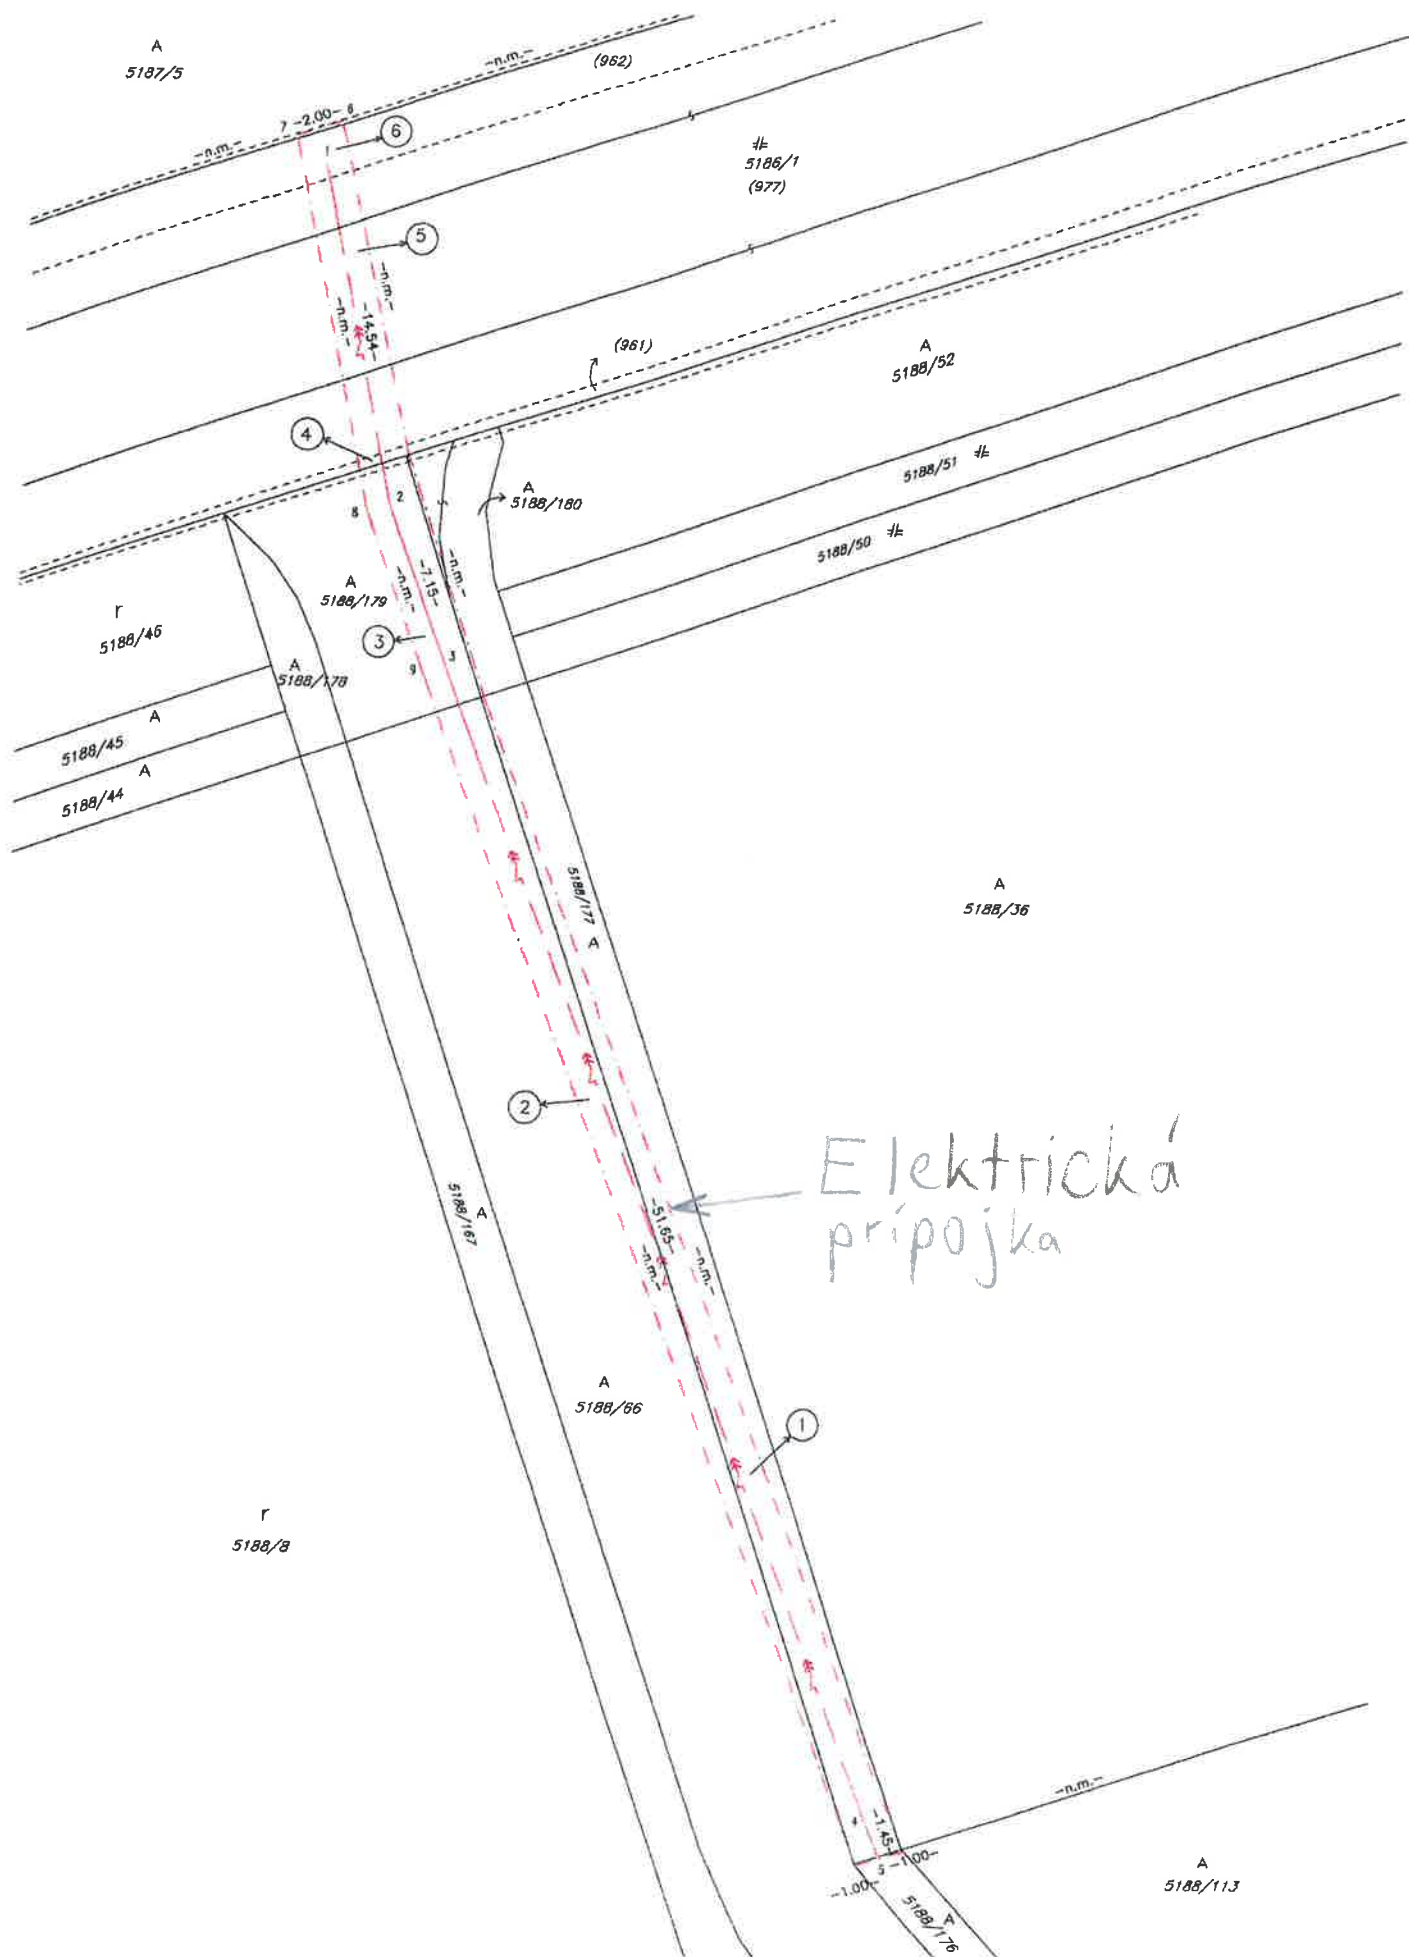 A
5187/5
-n.m.-
(962)
7 -2.00- 6
-n.m.-
1
6
#
5186/1
(977)
5
-n.m.-
-n.m.-
-14.54-
(961)
A
5188/52
4
2
8
A
5188/180
5188/51 #
5188/50 #
-n.m.-
-7.15-
-n.m.-
A
5188/179
r
5188/46
3
3
9
A
5188/178
A
5188/45
A
5188/44
5188/177
A
A
5188/36
2
Elektrická
prípojka
5188/167
A
-51.65-
-n.m.-
-n.m.-
A
5188/66
1
r
5188/8
-n.m.-
4
-1.45-
5 -1.00-
-1.00-
A
5188/113
A
5188/176